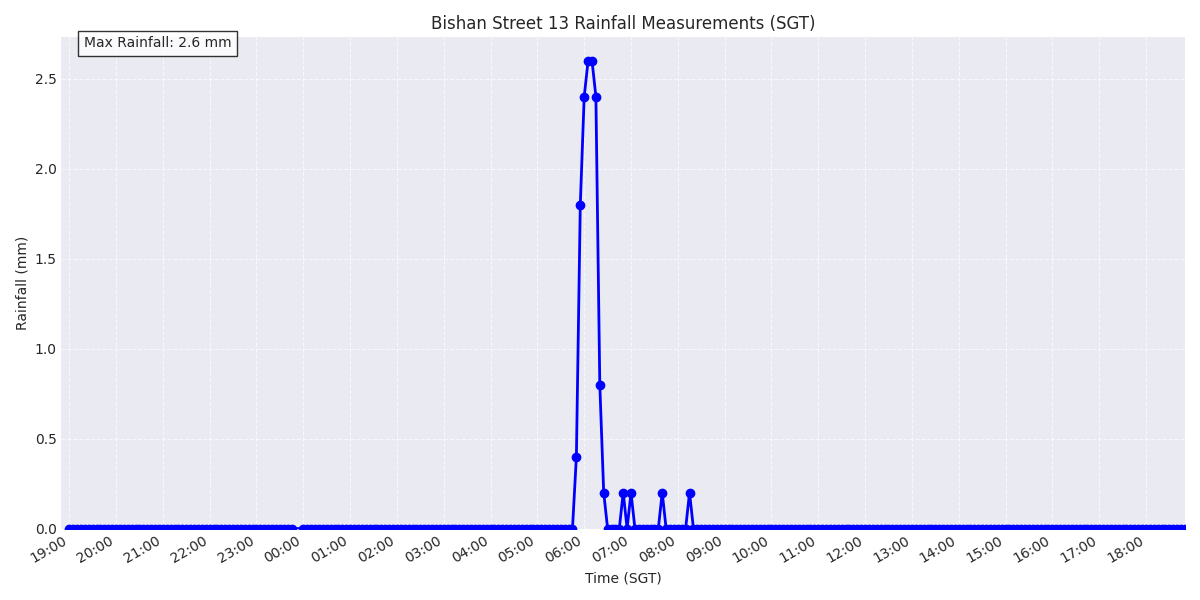 Bishan Street 13 Rainfall Measurements (SGT)
Max Rainfall: 2.6 mm
2.5
2.0
1.5
1.0
0.5
0.0
Rainfall (mm)
19:00 20:00 21:00 22:00 23:00 00:00 01:00 02:00 03:00 04:00 05:00 06:00 07:00 08:00 09:00 10:00 11:00 12:00 13:00 14:00 15:00 16:00 17:00 18:00
Time (SGT)